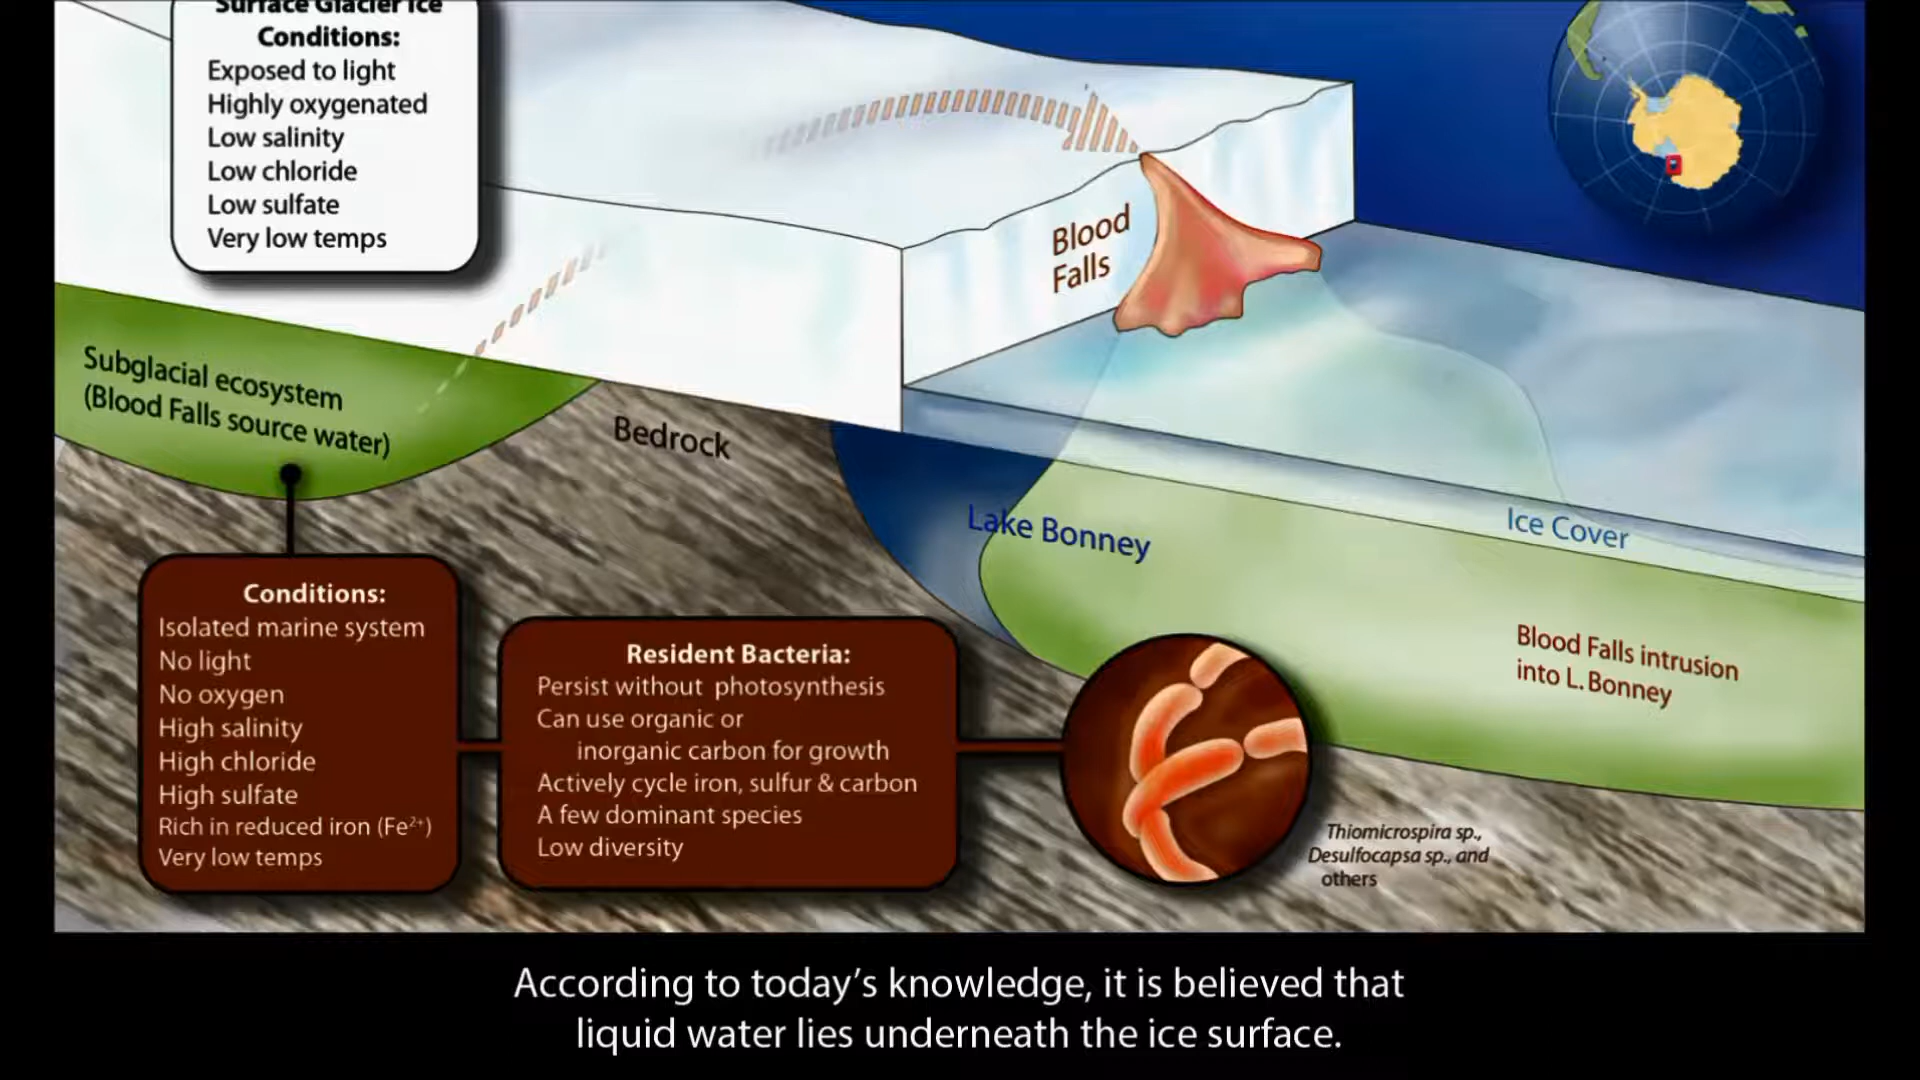 Surface Glacier Ice
Conditions:
Exposed to light
Highly oxygenated
Low salinity
Low chloride
Low sulfate
Very low temps
Blood
Falls
Subglacial ecosystem
(Blood Falls source water)
Bedrock
Lake Bonney
Ice Cover
Blood Falls intrusion
into L. Bonney
Conditions:
Isolated marine system
No light
No oxygen
High salinity
High chloride
High sulfate
Rich in reduced iron (Fe²⁺)
Very low temps
Resident Bacteria:
Persist without photosynthesis
Can use organic or
inorganic carbon for growth
Actively cycle iron, sulfur & carbon
A few dominant species
Low diversity
Thiomicrospira sp.,
Desulfocapsa sp., and
others
According to today’s knowledge, it is believed that
liquid water lies underneath the ice surface.